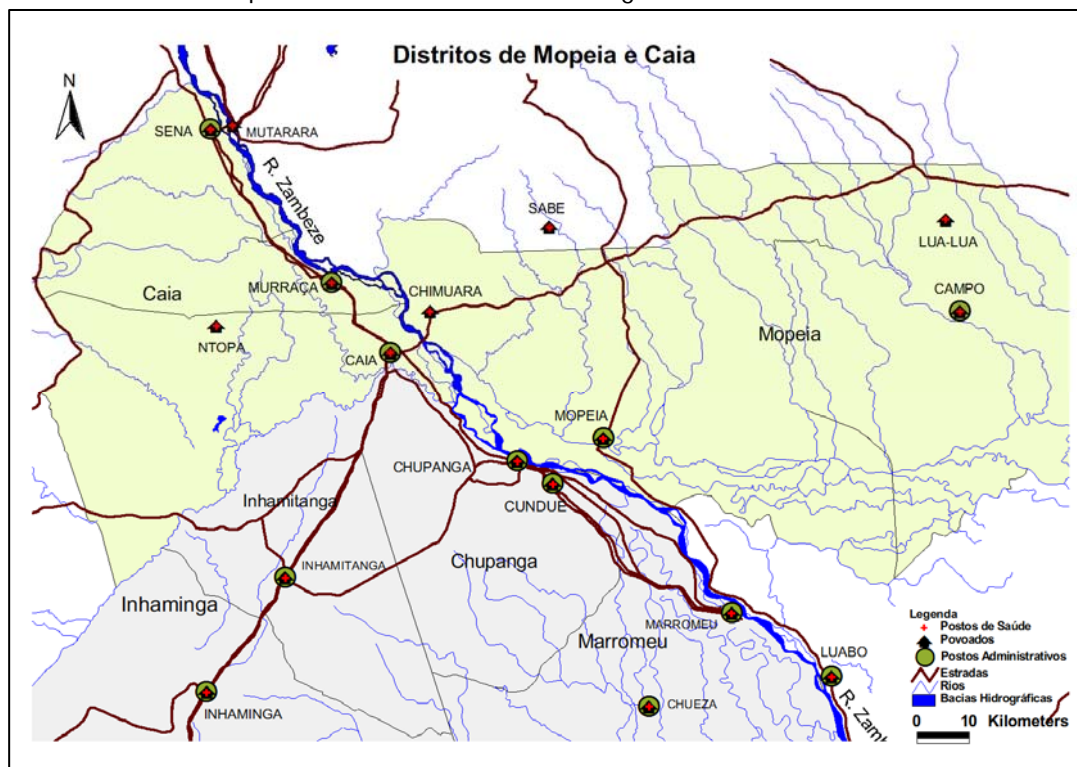 Distritos de Mopeia e Caia
N
SENA
MUTARARA
R. Zambeze
SABE
LUA-LUA
MURRAÇA
CHIMUARA
Caia
CAMPO
NTOPA
Mopeia
CAIA
MOPEIA
CHUPANGA
Inhamitanga
CUNDUE
Chupanga
INHAMITANGA
Inhaminga
MARROMEU
Marromeu
LUABO
INHAMINGA
CHUEZA
R. Zamb
Legenda
Postos de Saúde
Povoados
Postos Administrativos
Estradas
Rios
Bacias Hidrográficas
0 10 Kilometers